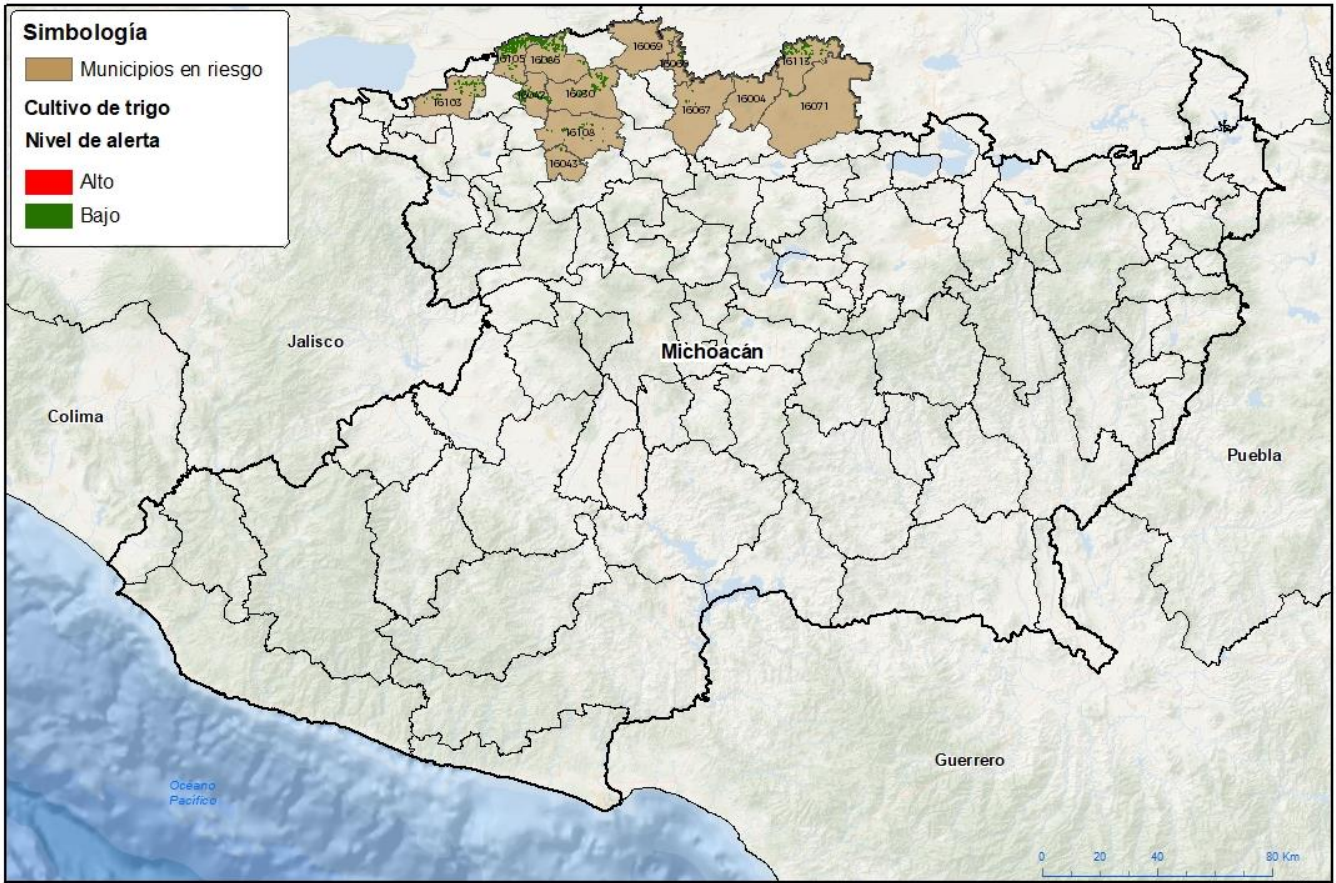 Simbología
Municipios en riesgo
Cultivo de trigo
Nivel de alerta
Alto
Bajo
16069
16105
16086
16113
16103
16030
16067
16004
16071
16108
16043
Jalisco
Michoacán
Colima
Puebla
Guerrero
Océano
Pacífico
0 20 40 80 Km